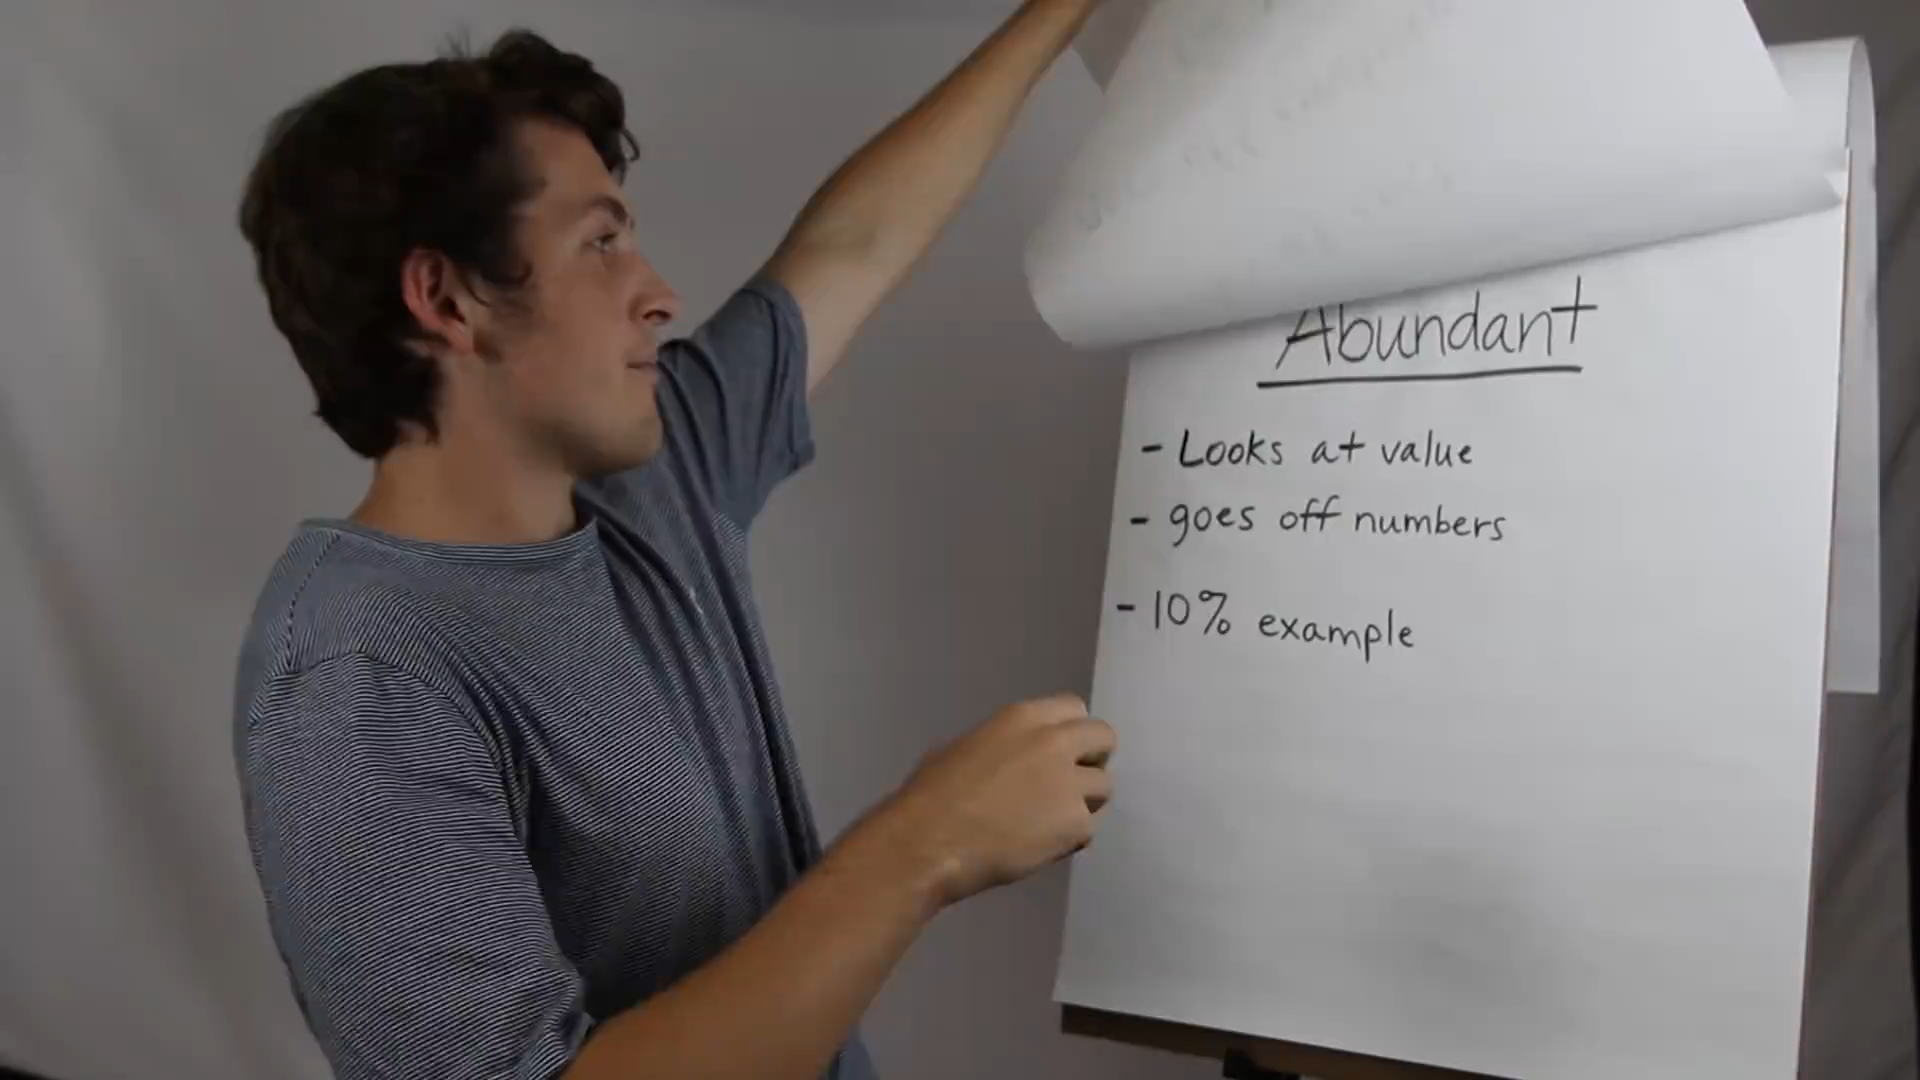 Abundant
- Looks at value
- goes off numbers
- 10% example